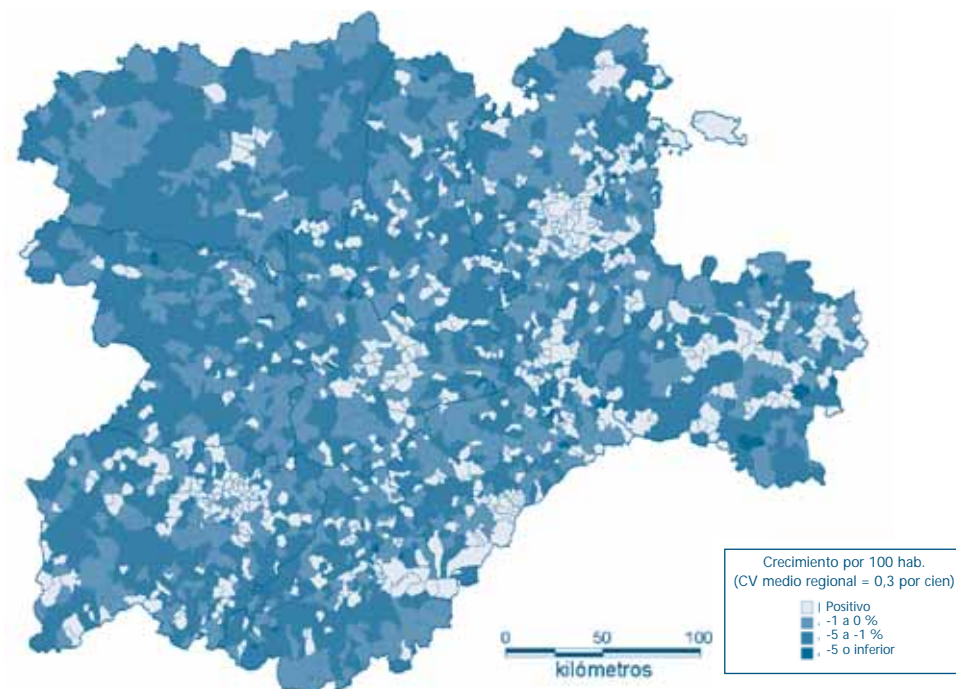 Crecimiento por 100 hab.
(CV medio regional = 0,3 por cien)
Positivo
-1 a 0 %
-5 a -1 %
-5 o inferior
0 50 100
kilómetros